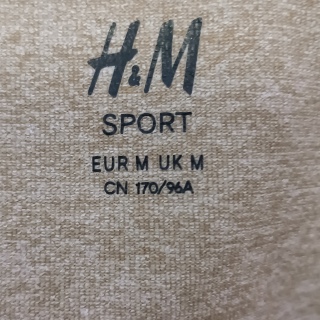 H&M
SPORT
EUR M UK M
CN 170/96A